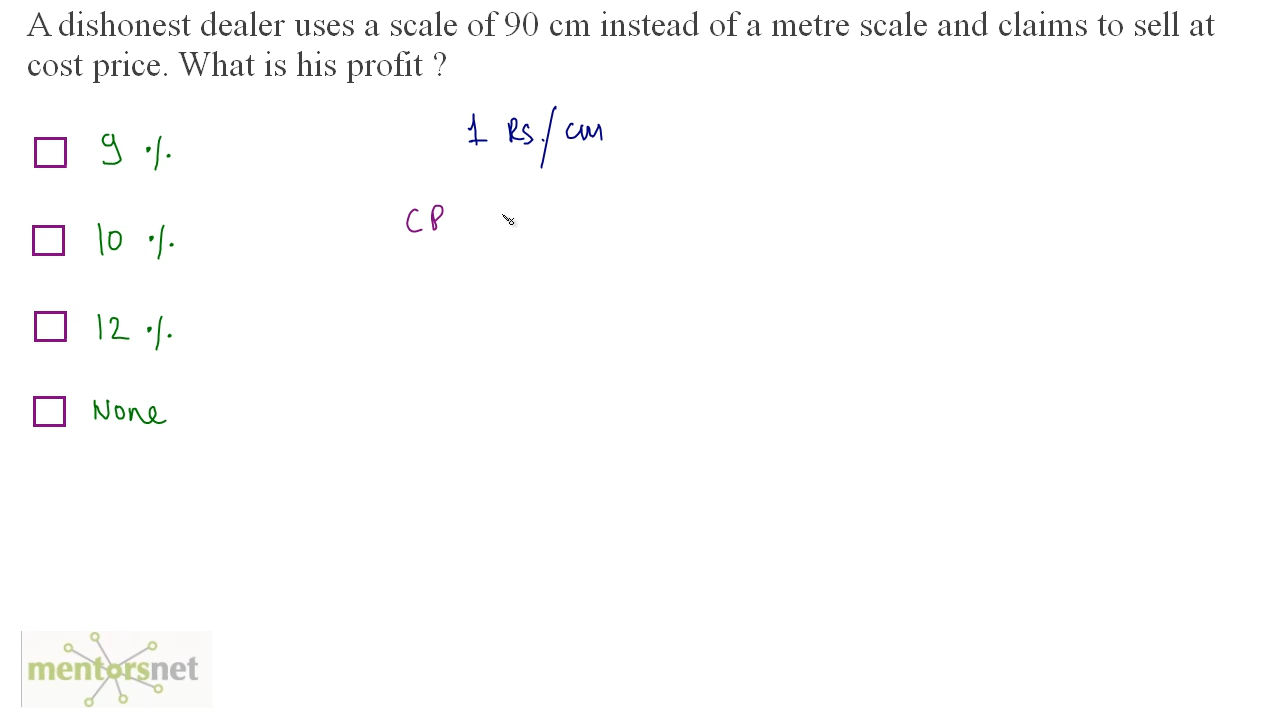 A dishonest dealer uses a scale of 90 cm instead of a metre scale and claims to sell at
cost price. What is his profit ?
1 Rs./cm
9 %
CP
10 %
12 %
None
mentorsnet